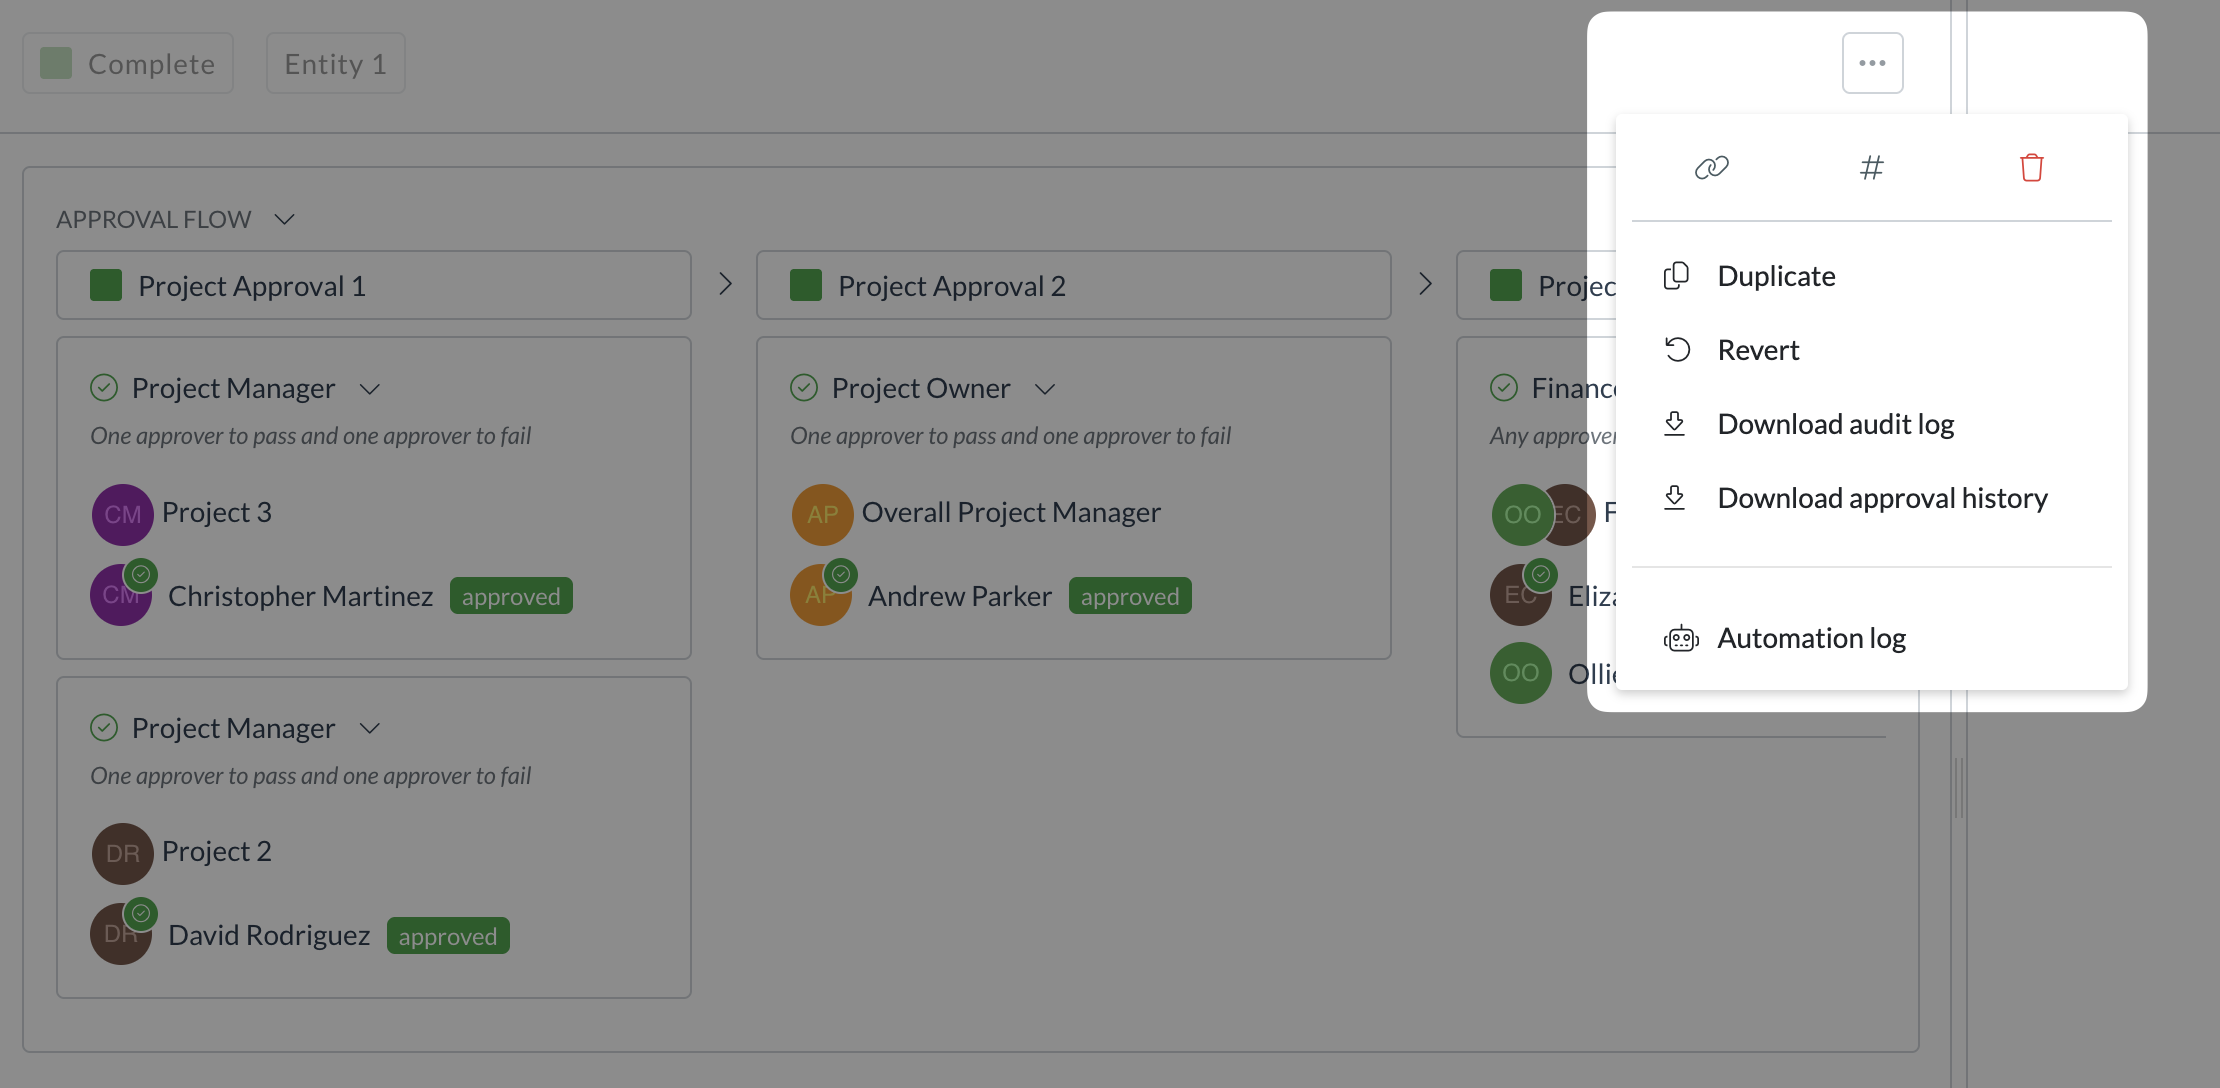 Complete
Entity 1
APPROVAL FLOW
Project Approval 1
Project Manager
One approver to pass and one approver to fail
CM Project 3
CM Christopher Martinez approved
Project Manager
One approver to pass and one approver to fail
DR Project 2
DR David Rodriguez approved
Project Approval 2
Project Owner
One approver to pass and one approver to fail
AP Overall Project Manager
AP Andrew Parker approved
Projec
Finance
Any approver
OO EC F
EC Eliza
OO Ollie
#
Duplicate
Revert
Download audit log
Download approval history
Automation log